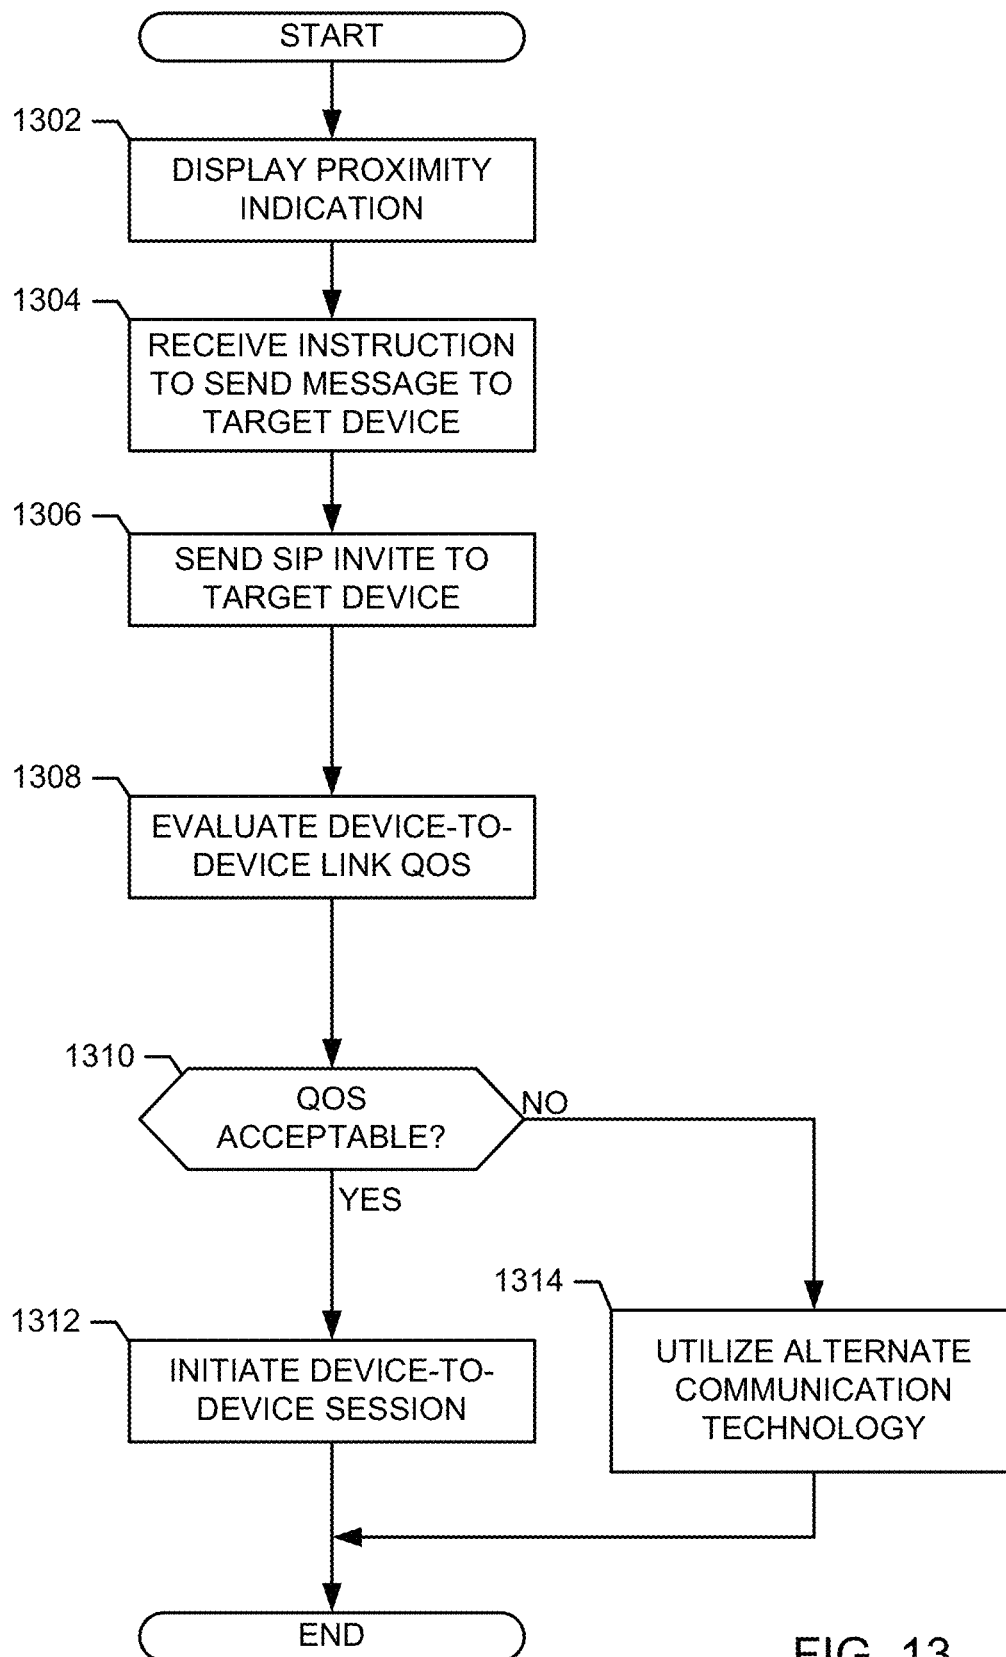 START
1302
DISPLAY PROXIMITY
INDICATION
1304
RECEIVE INSTRUCTION
TO SEND MESSAGE TO
TARGET DEVICE
1306
SEND SIP INVITE TO
TARGET DEVICE
1308
EVALUATE DEVICE-TO-
DEVICE LINK QOS
1310
QOS
ACCEPTABLE?
NO
YES
1314
UTILIZE ALTERNATE
COMMUNICATION
TECHNOLOGY
1312
INITIATE DEVICE-TO-
DEVICE SESSION
END
FIG. 13